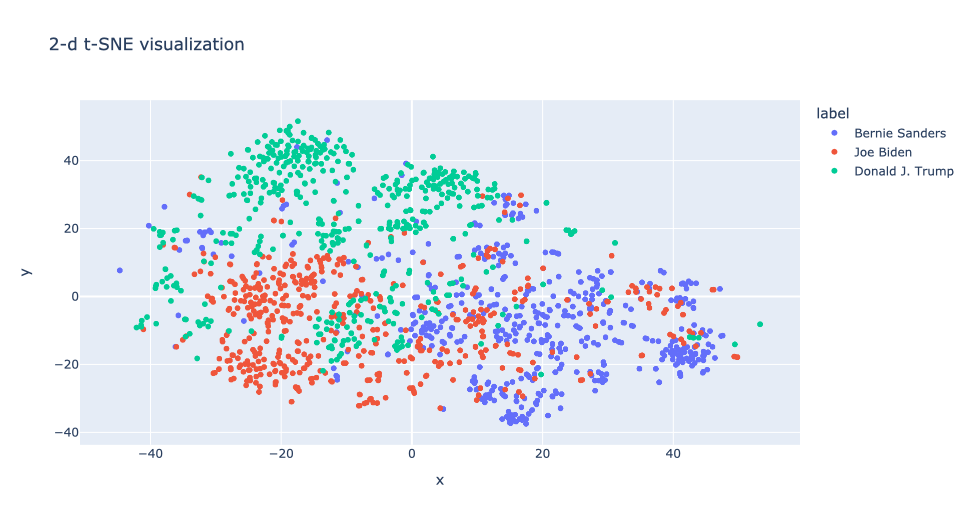 2-d t-SNE visualization
label
Bernie Sanders
Joe Biden
Donald J. Trump
40
20
0
−20
−40
y
−40 −20 0 20 40
x